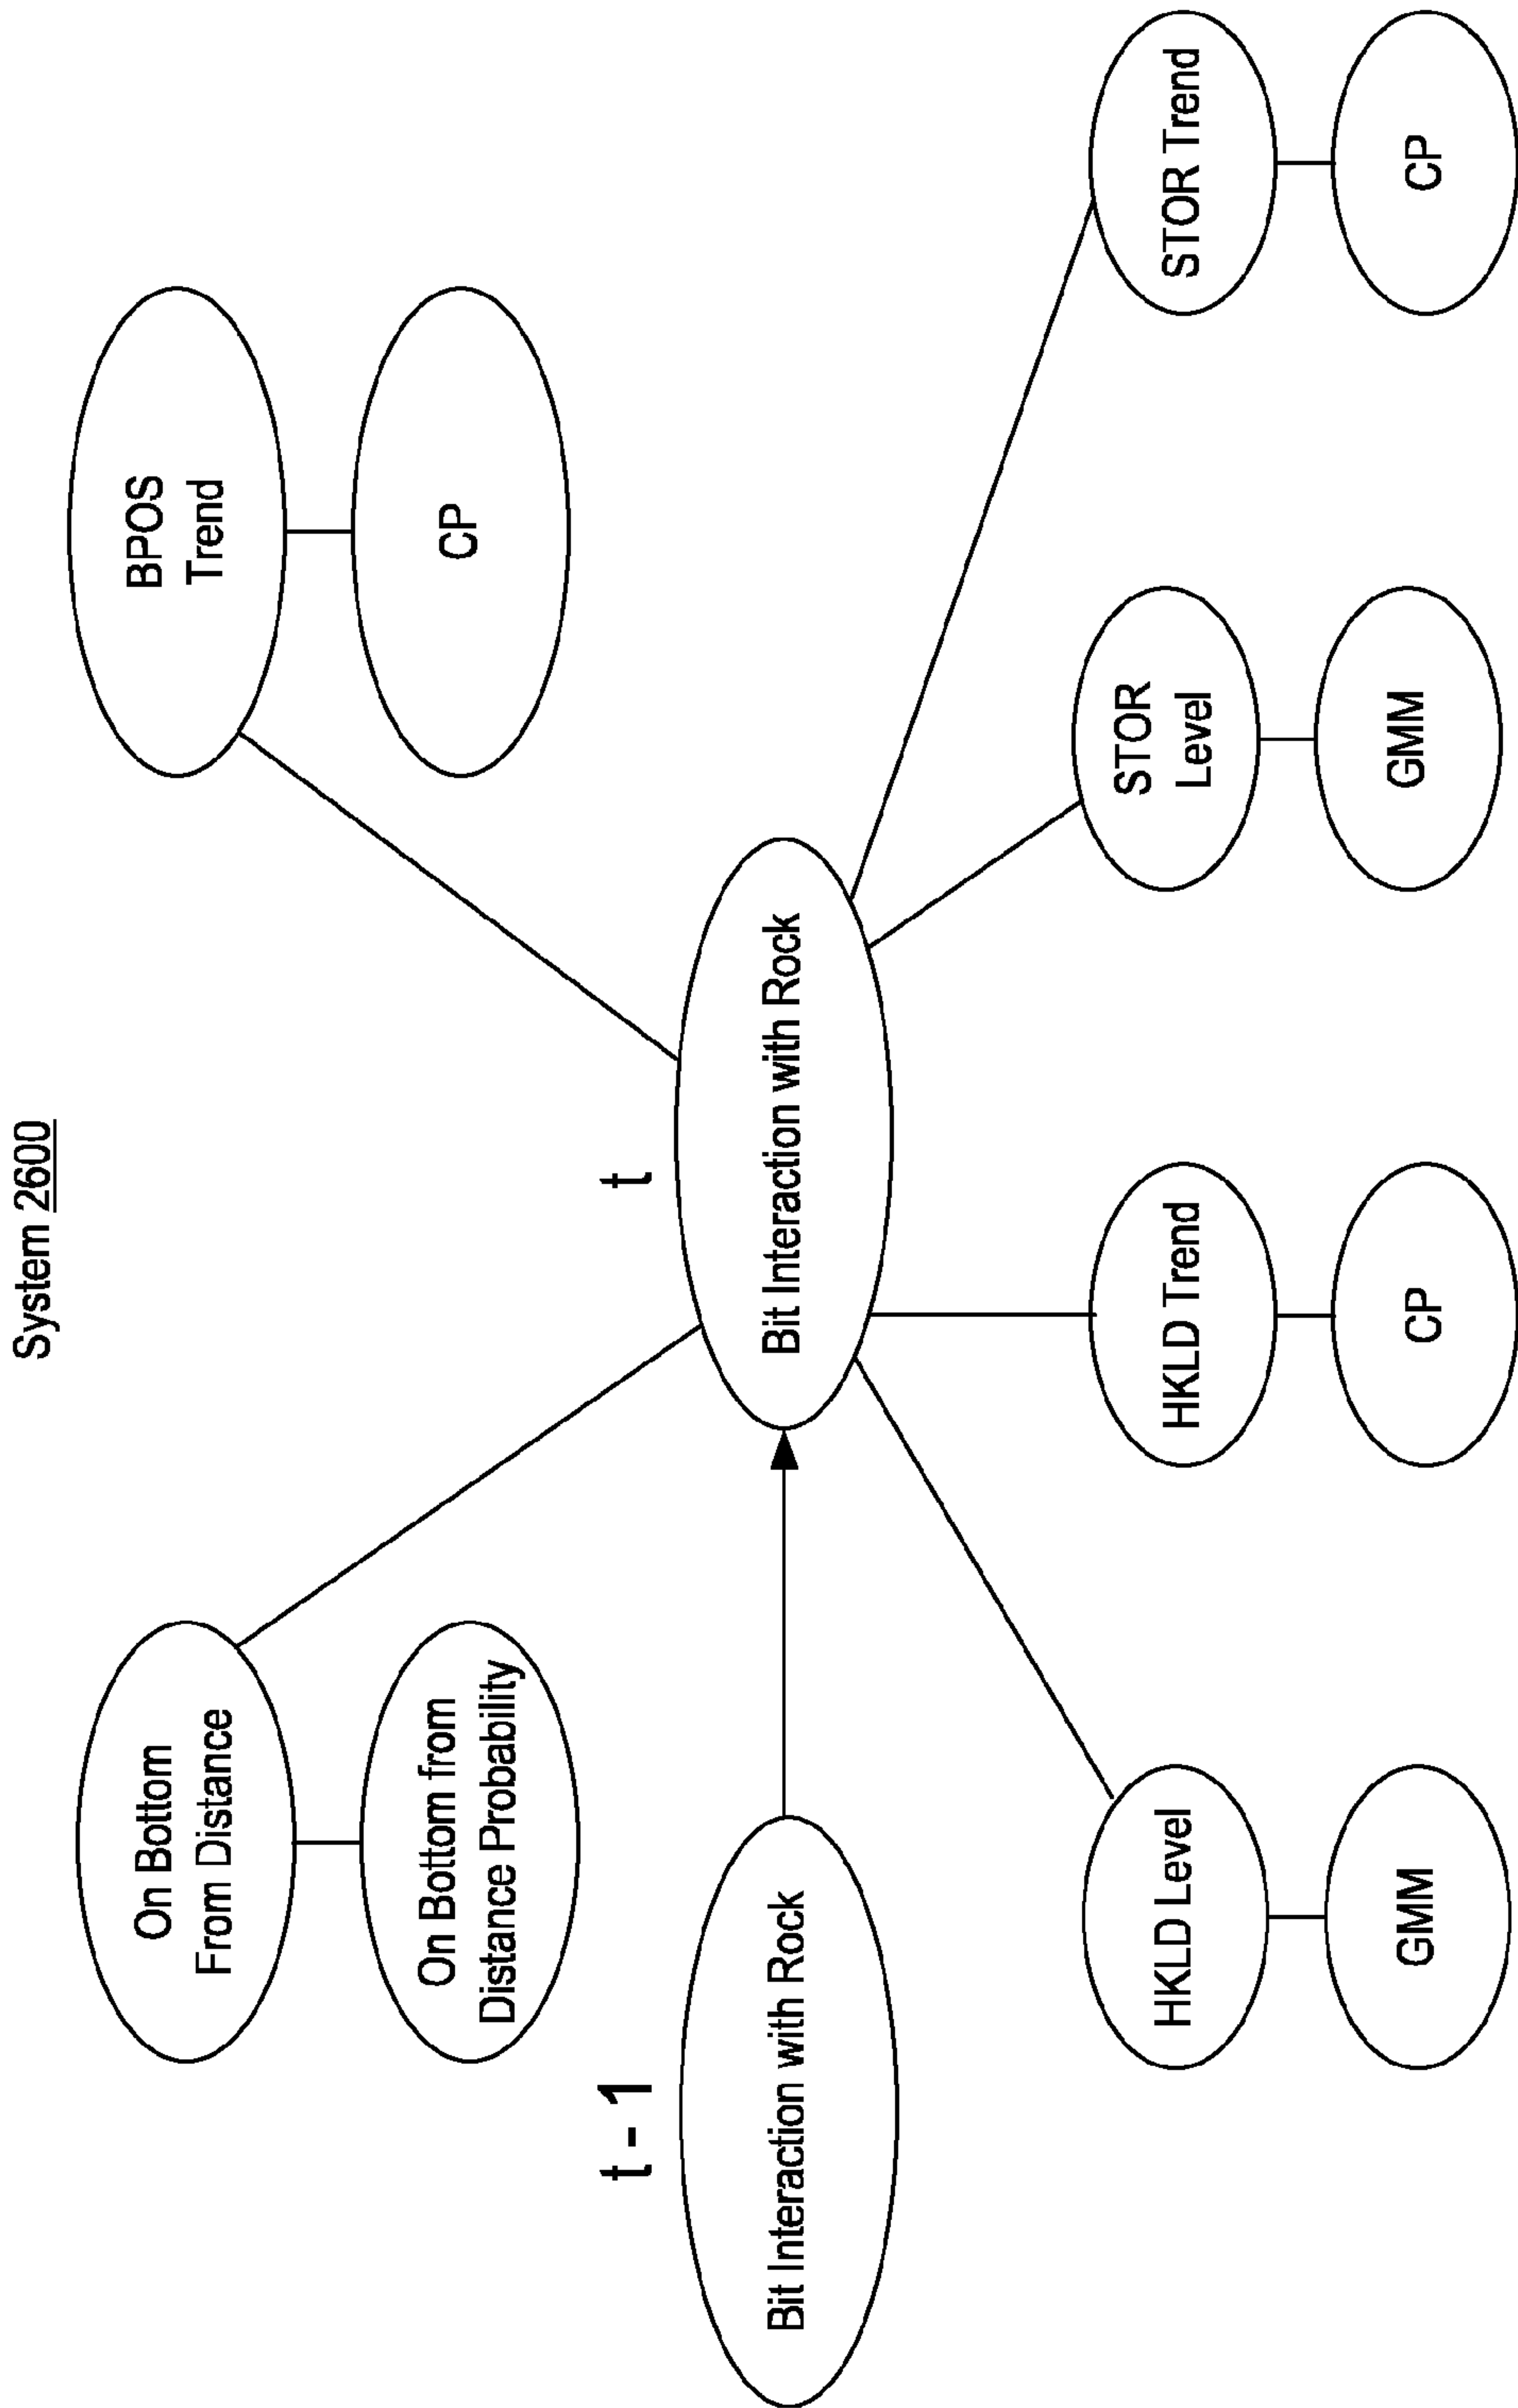 System 2600
On Bottom
From Distance
On Bottom from
Distance Probability
BPOS
Trend
CP
t - 1
Bit Interaction with Rock
t
Bit Interaction with Rock
HKLD Level
GMM
HKLD Trend
CP
STOR
Level
GMM
STOR Trend
CP